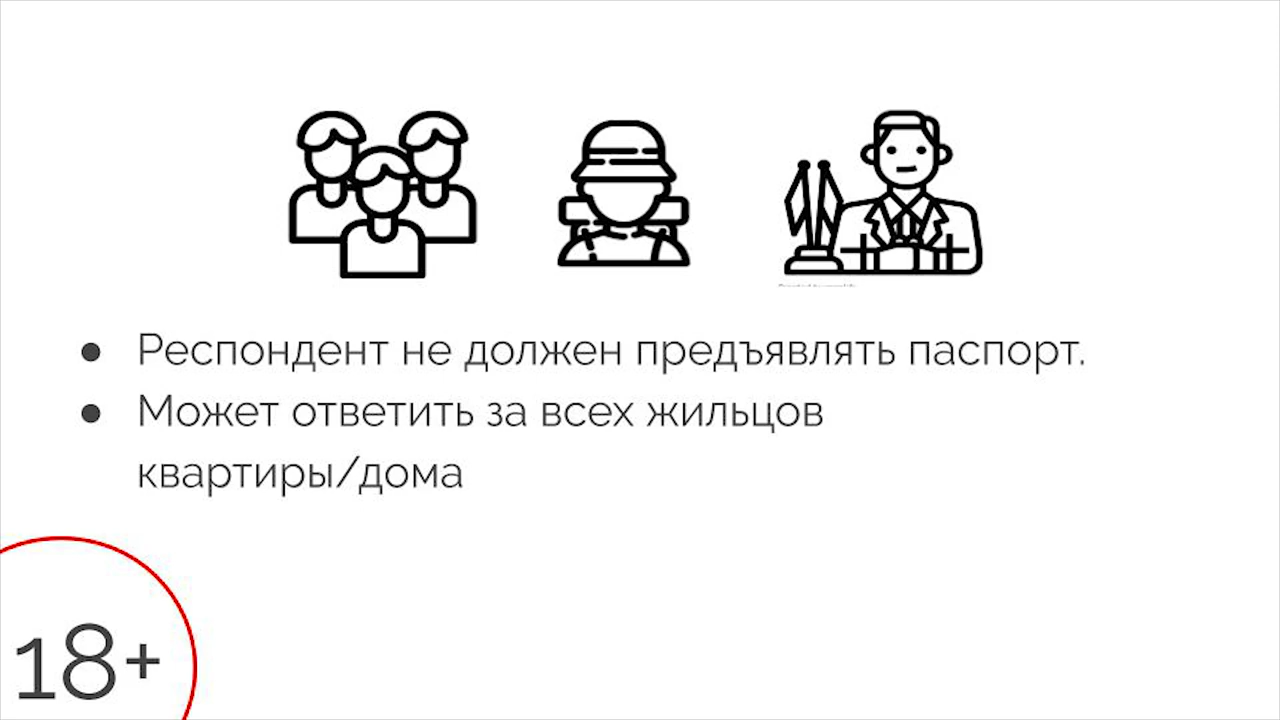 ● Респондент не должен предъявлять паспорт.
● Может ответить за всех жильцов
квартиры/дома
18+